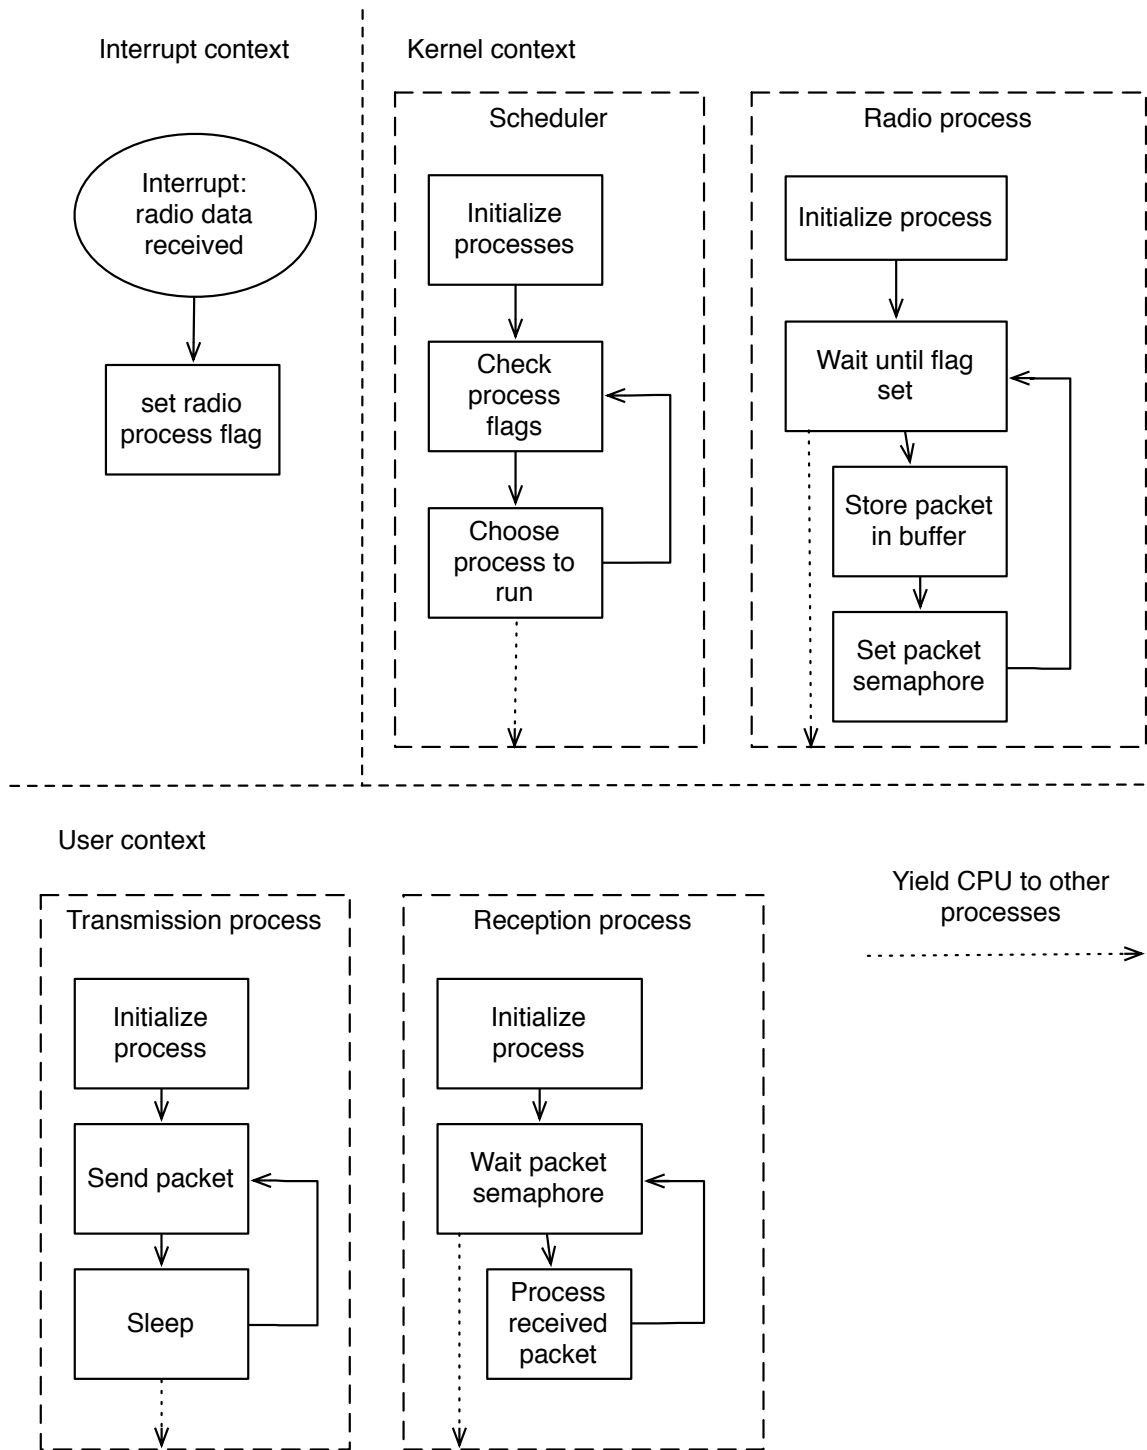 Interrupt context
Interrupt:
radio data
received
set radio
process flag
Kernel context
Scheduler
Initialize
processes
Check
process
flags
Choose
process to
run
Radio process
Initialize process
Wait until flag
set
Store packet
in buffer
Set packet
semaphore
User context
Transmission process
Initialize
process
Send packet
Sleep
Reception process
Initialize
process
Wait packet
semaphore
Process
received
packet
Yield CPU to other
processes